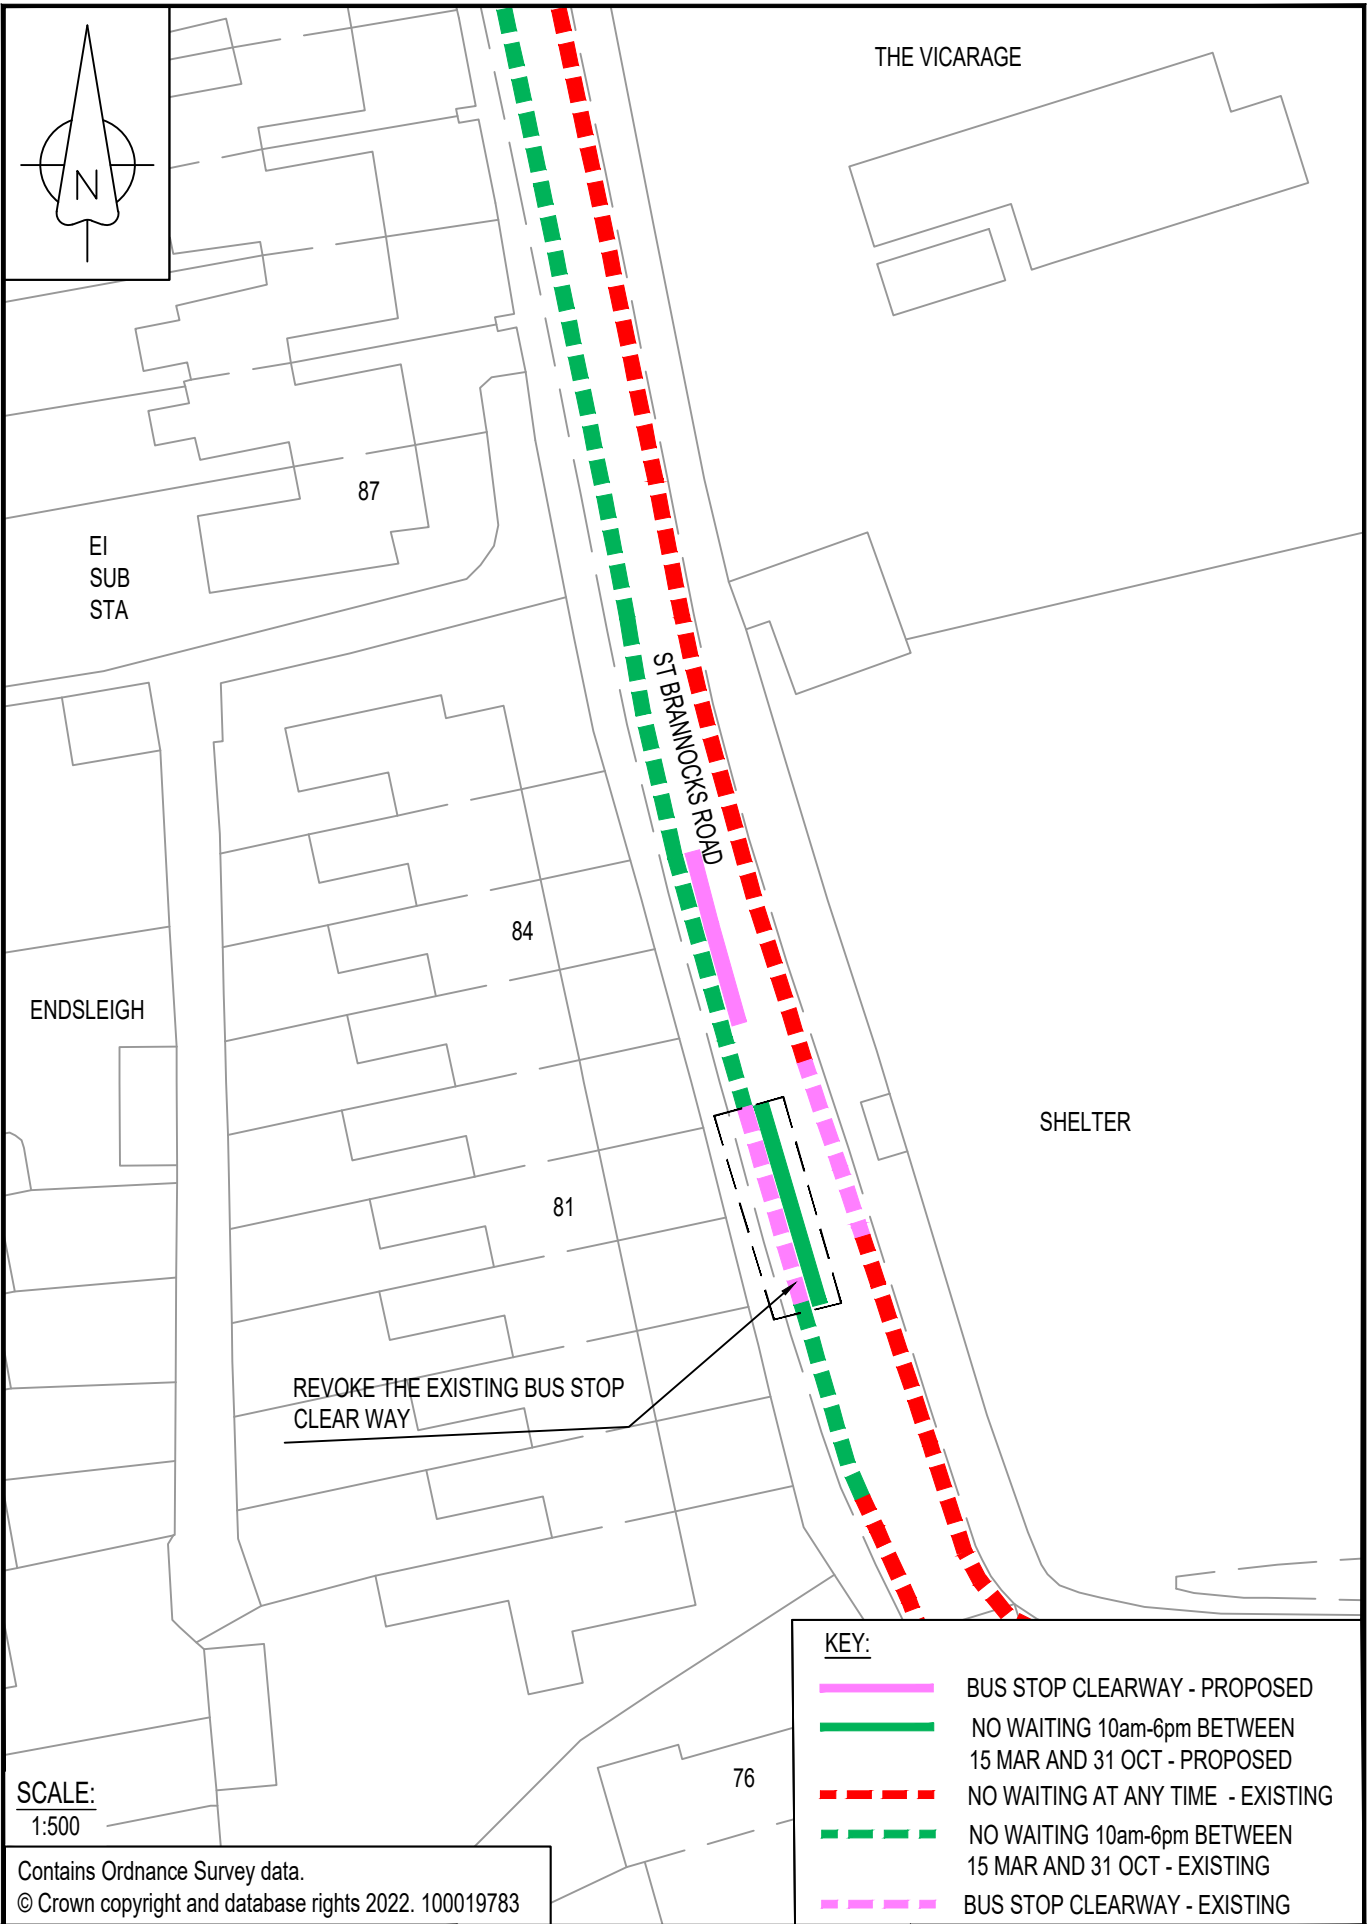 N
THE VICARAGE
87
EI
SUB
STA
ST BRANNOCKS ROAD
84
ENDSLEIGH
SHELTER
81
REVOKE THE EXISTING BUS STOP
CLEAR WAY
76
SCALE:
1:500
Contains Ordnance Survey data.
© Crown copyright and database rights 2022. 100019783
KEY:
BUS STOP CLEARWAY - PROPOSED
NO WAITING 10am-6pm BETWEEN
15 MAR AND 31 OCT - PROPOSED
NO WAITING AT ANY TIME - EXISTING
NO WAITING 10am-6pm BETWEEN
15 MAR AND 31 OCT - EXISTING
BUS STOP CLEARWAY - EXISTING